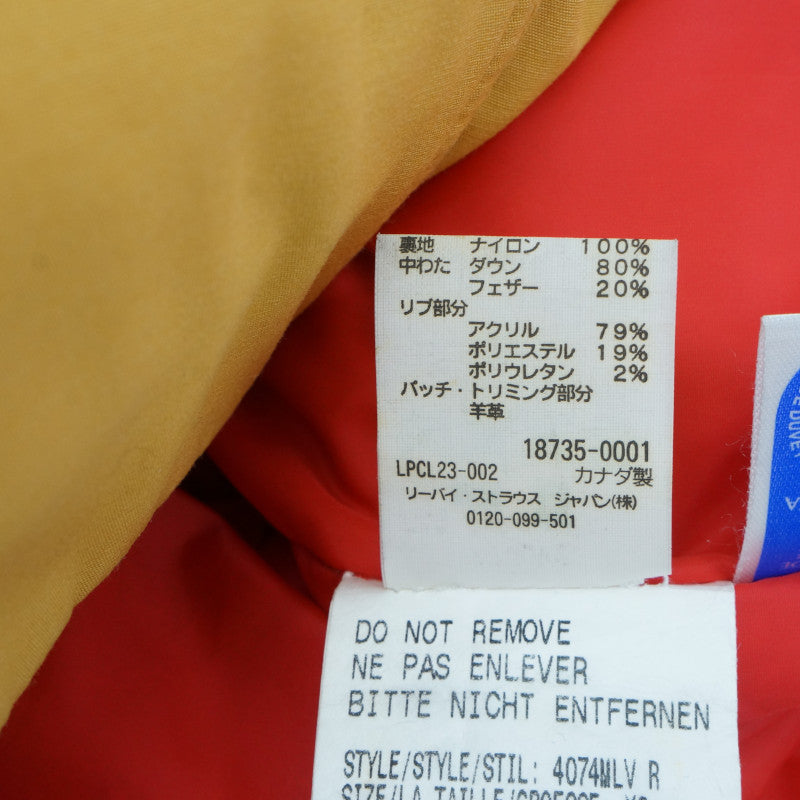 裏地 ナイロン 100%
中わた ダウン 80%
フェザー 20%
リブ部分
アクリル 79%
ポリエステル 19%
ポリウレタン 2%
パッチ・トリミング部分
羊革
18735-0001
LPCL23-002 カナダ製
リーバイ・ストラウス ジャパン(株)
0120-099-501
DO NOT REMOVE
NE PAS ENLEVER
BITTE NICHT ENTFERNEN
STYLE/STYLE/STIL: 4074MLV R